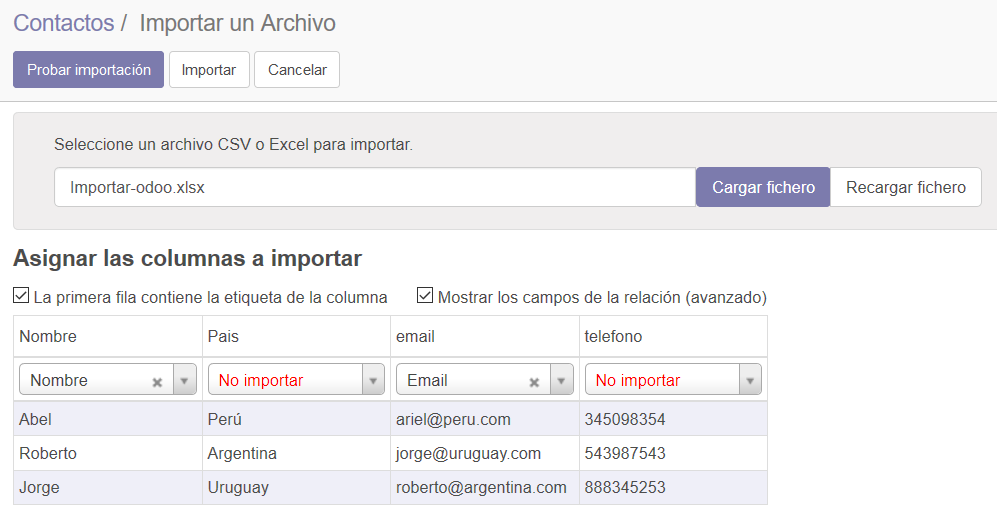 Contactos / Importar un Archivo
Probar importación Importar Cancelar
Seleccione un archivo CSV o Excel para importar.
Importar-odoo.xlsx Cargar fichero Recargar fichero
Asignar las columnas a importar
La primera fila contiene la etiqueta de la columna Mostrar los campos de la relación (avanzado)
Nombre Pais email telefono
Nombre No importar Email No importar
Abel Perú ariel@peru.com 345098354
Roberto Argentina jorge@uruguay.com 543987543
Jorge Uruguay roberto@argentina.com 888345253